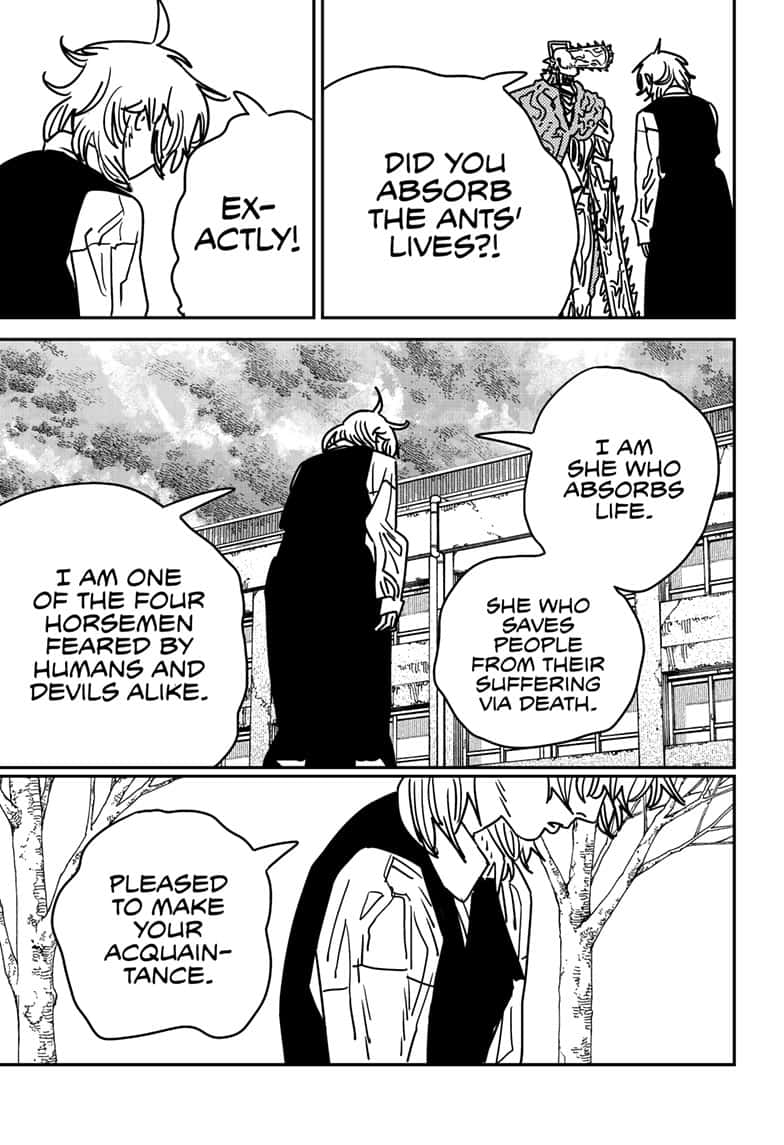 DID YOU
ABSORB
THE ANTS'
LIVES?!
EX-
ACTLY!
I AM
SHE WHO
ABSORBS
LIFE.
SHE WHO
SAVES
PEOPLE
FROM THEIR
SUFFERING
VIA DEATH.
I AM ONE
OF THE FOUR
HORSEMEN
FEARED BY
HUMANS AND
DEVILS ALIKE.
PLEASED
TO MAKE
YOUR
ACQUAIN-
TANCE.